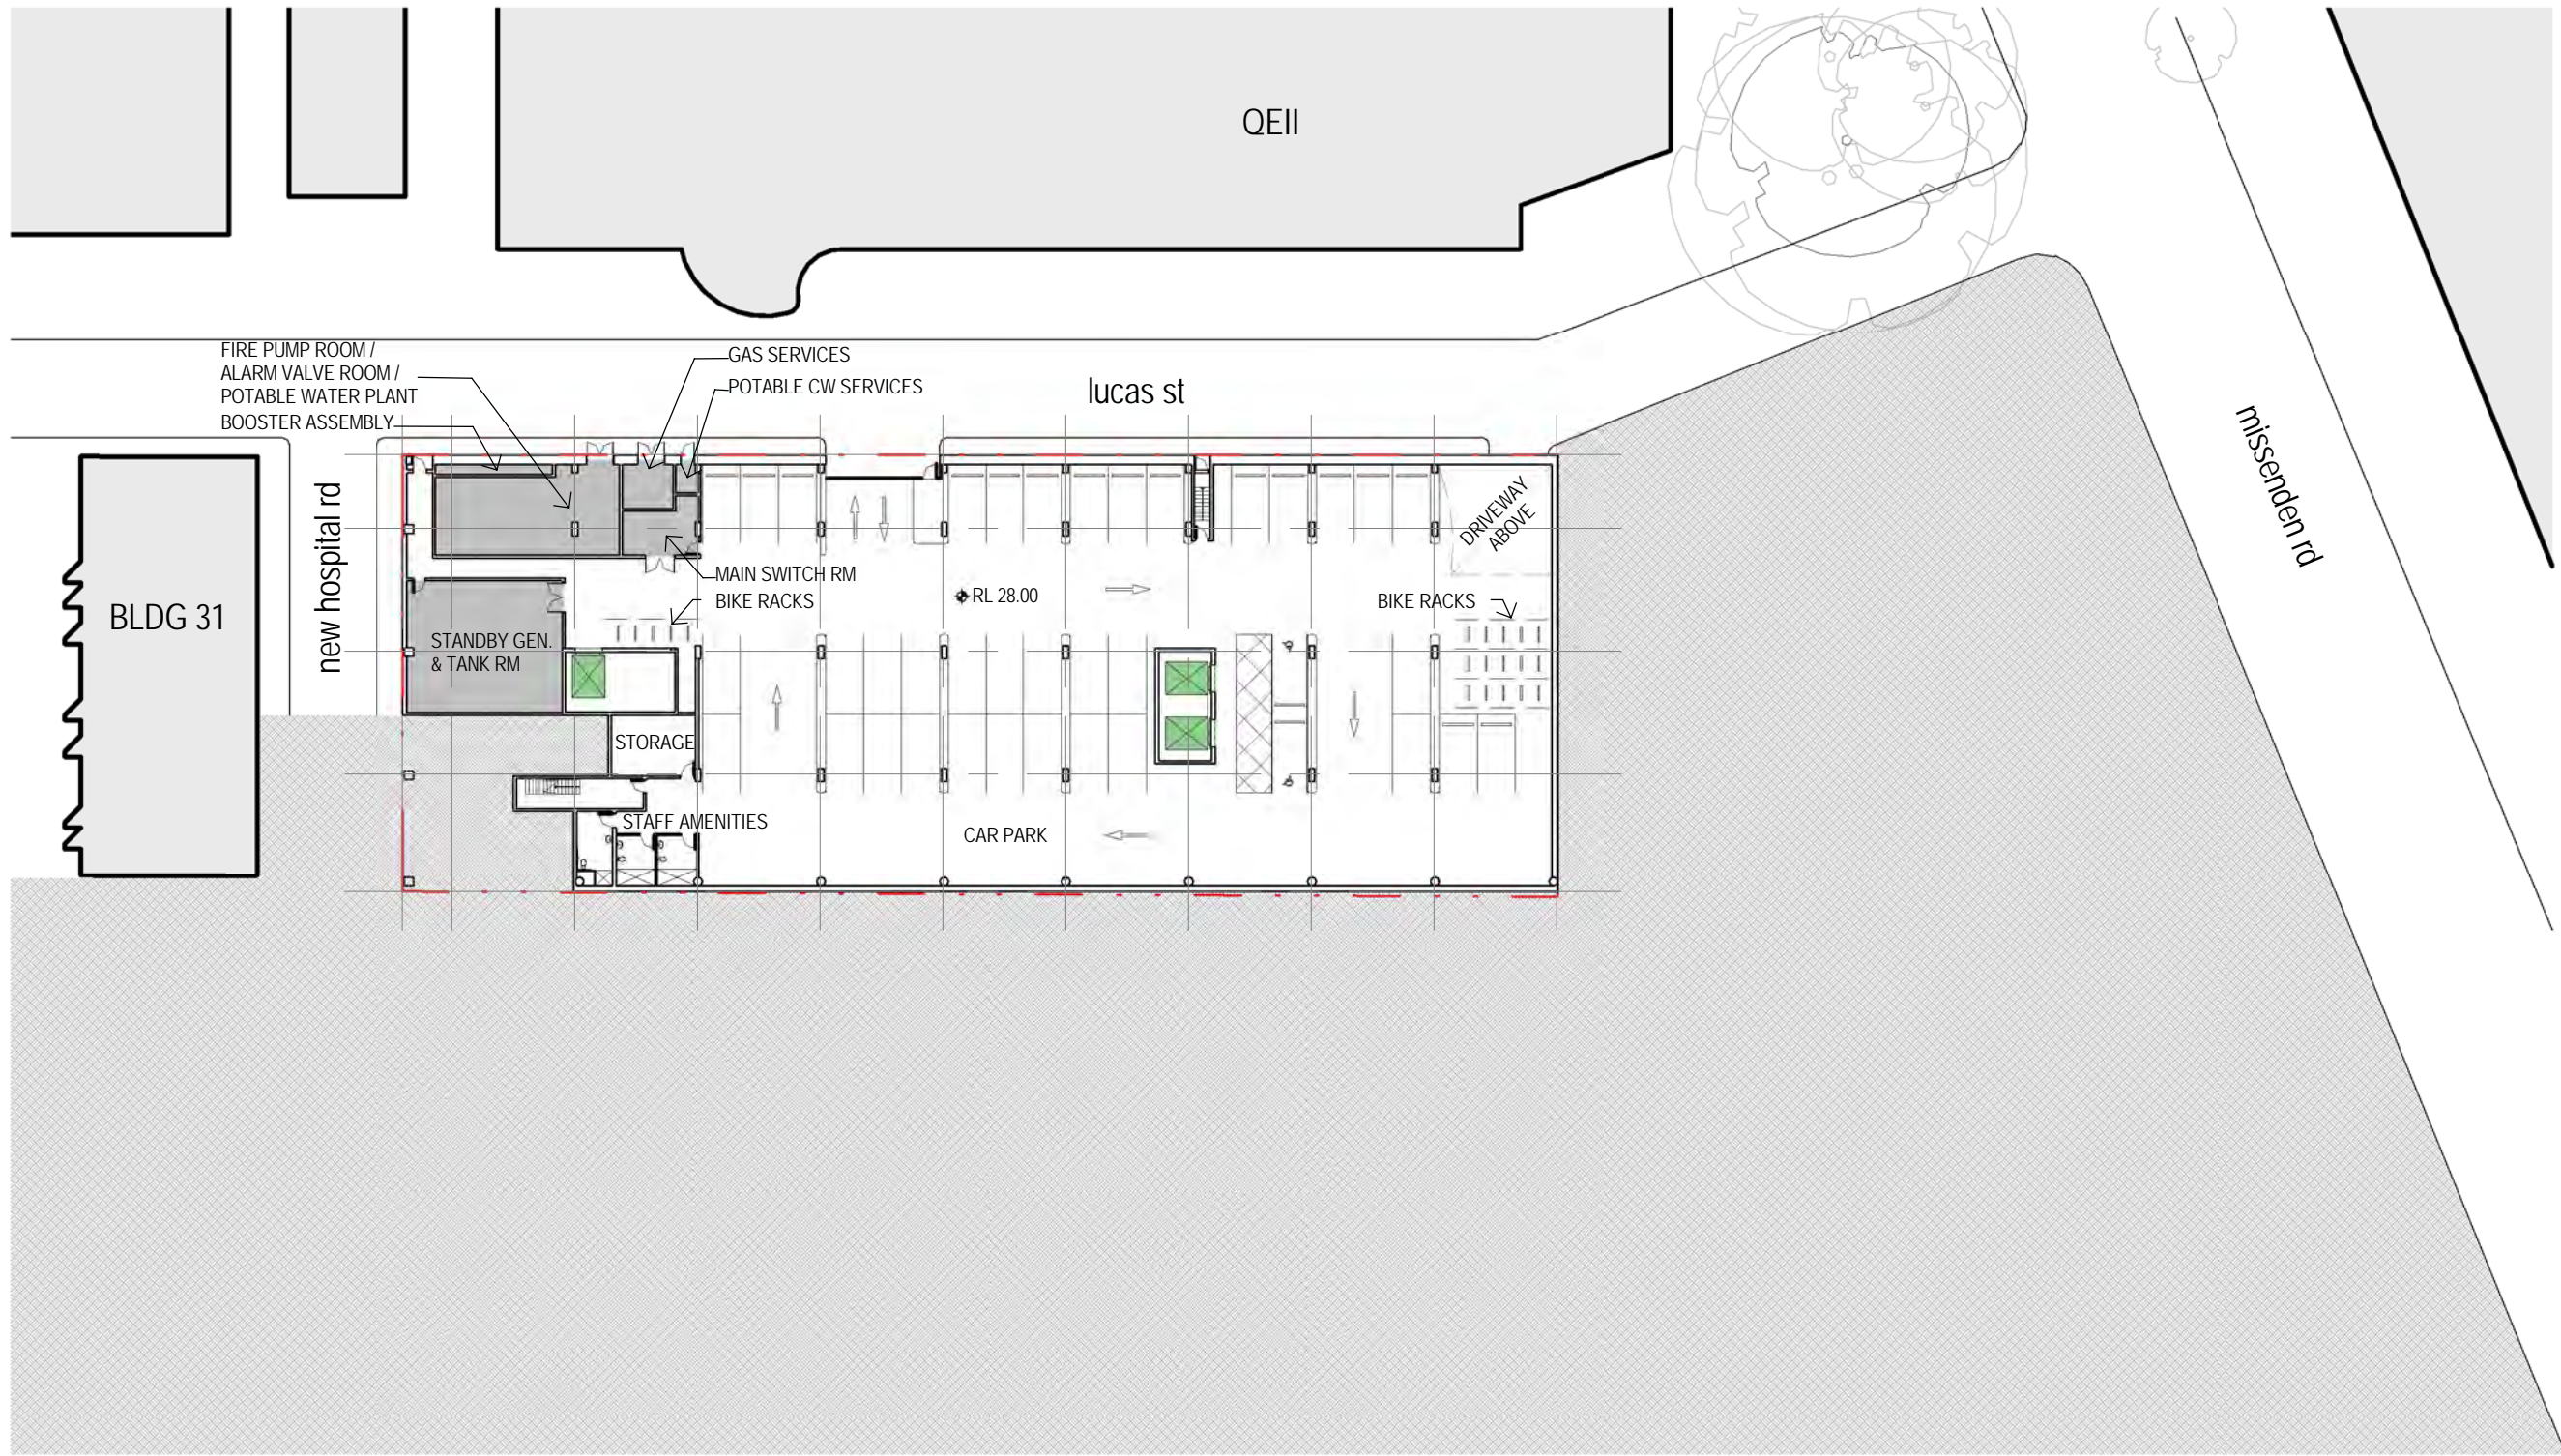 QEII
FIRE PUMP ROOM /
ALARM VALVE ROOM /
POTABLE WATER PLANT
BOOSTER ASSEMBLY
GAS SERVICES
POTABLE CW SERVICES
lucas st
missenden rd
new hospital rd
BLDG 31
DRIVEWAY
ABOVE
MAIN SWITCH RM
BIKE RACKS
RL 28.00
BIKE RACKS
STANDBY GEN.
& TANK RM
STORAGE
STAFF AMENITIES
CAR PARK